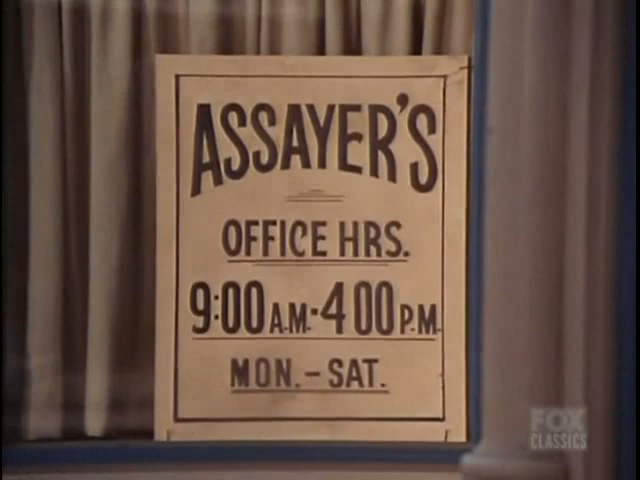 ASSAYER'S
OFFICE HRS.
9:00 A.M.-4 00 P.M.
MON.-SAT.
FOX
CLASSICS